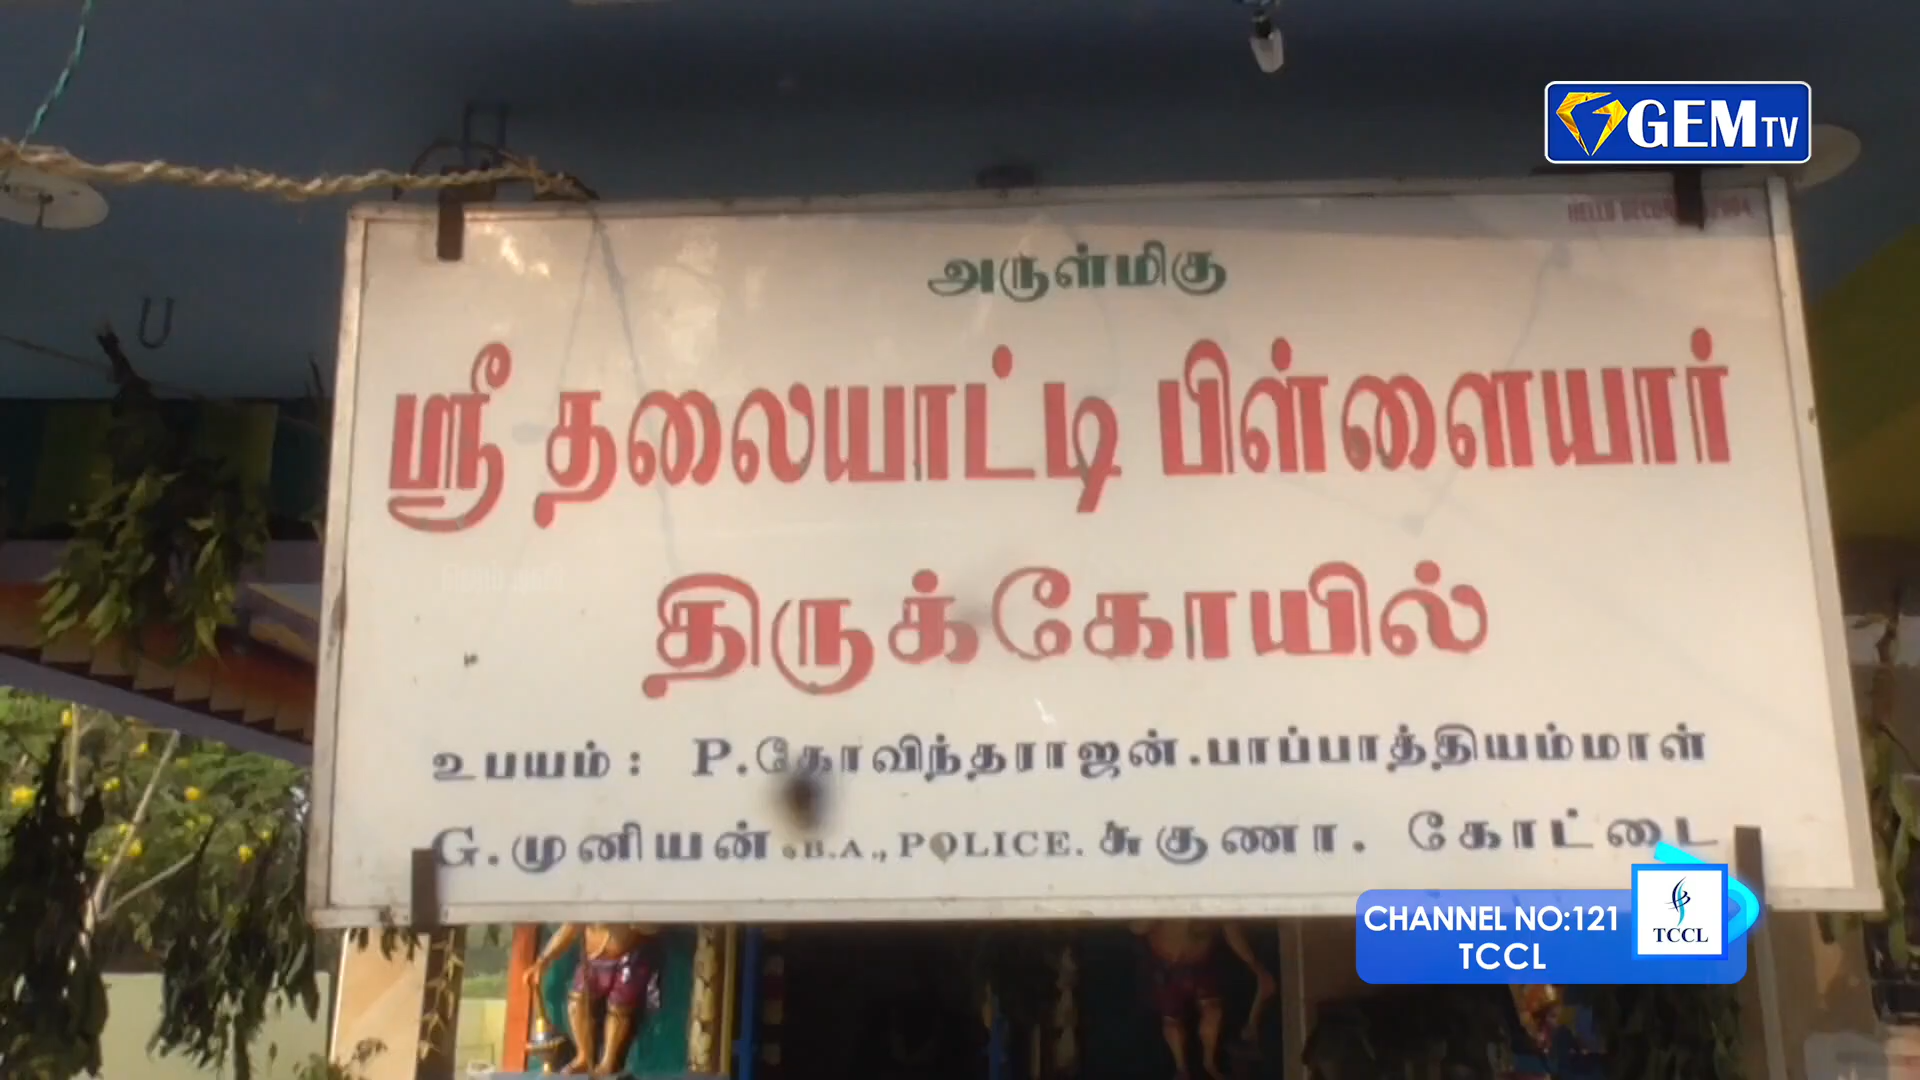 GEM TV
அருள்மிகு
ஸ்ரீ தலையாட்டி பிள்ளையார்
திருக்கோயில்
உபயம் : P.கோவிந்தராஜன்.பாப்பாத்தியம்மாள்
G.முனியன் B.A., POLICE. சுகுணா. கோட்டை
CHANNEL NO:121
TCCL
TCCL